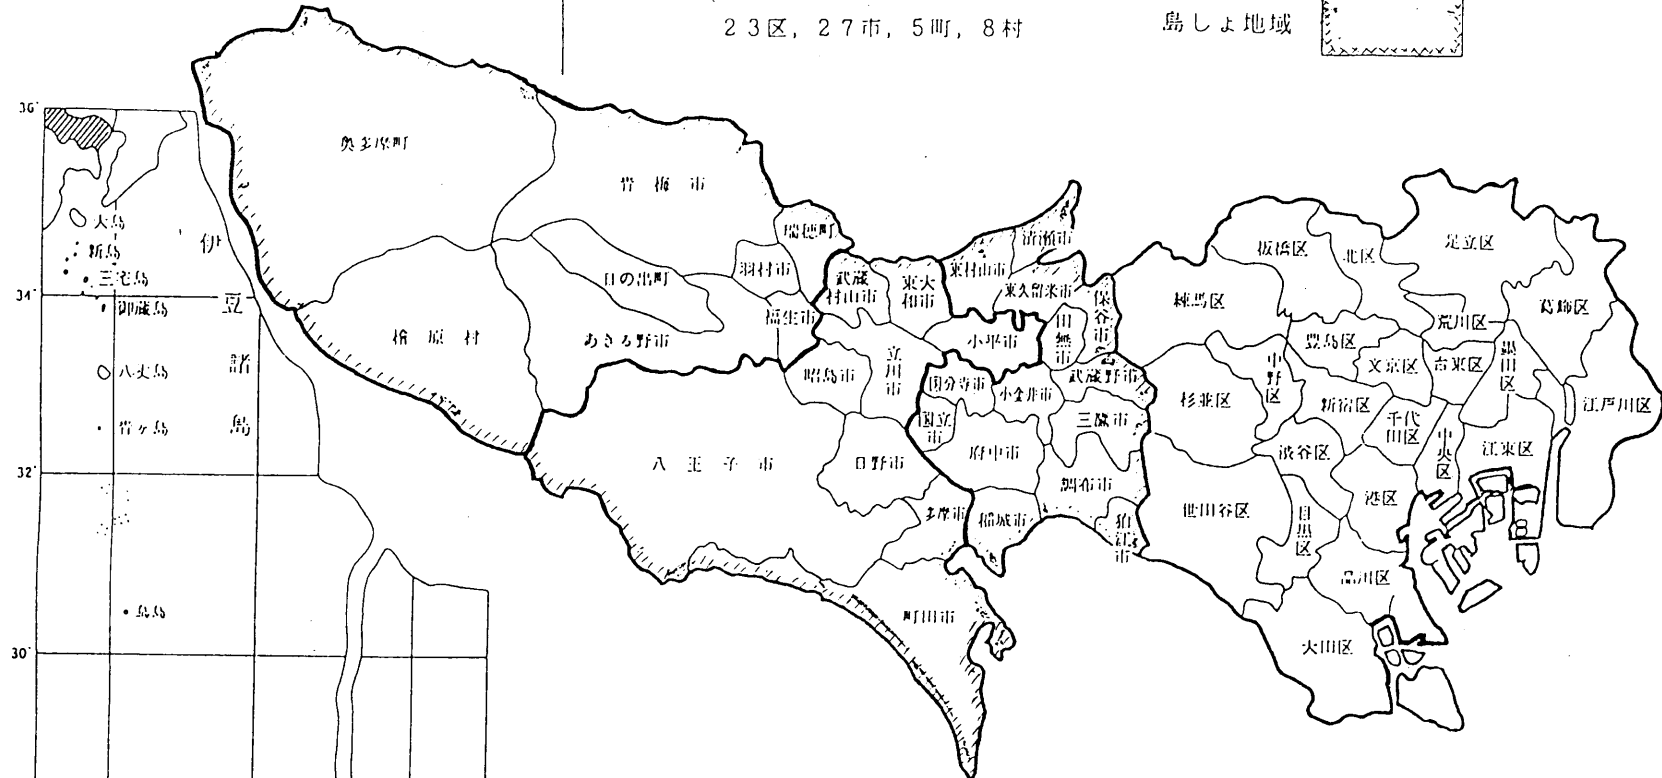 23区, 27市, 5町, 8村
島しょ地域
36°
34°
32°
30°
大島
新島
三宅島
御蔵島
八丈島
青ヶ島
鳥島
伊豆諸島
奥多摩町
青梅市
瑞穂町
羽村市
日の出町
福生市
あきる野市
檜原村
武蔵
村山市
東大
和市
東村山市
清瀬市
東久留米市
保谷市
田無市
小平市
昭島市
立川市
国分寺市
小金井市
武蔵野市
国立市
三鷹市
府中市
八王子市
日野市
調布市
多摩市
稲城市
狛江市
町田市
板橋区
北区
足立区
練馬区
葛飾区
荒川区
豊島区
文京区
台東区
墨田区
中野区
杉並区
新宿区
千代
田区
江戸川区
渋谷区
中央区
江東区
港区
世田谷区
目黒区
品川区
大田区